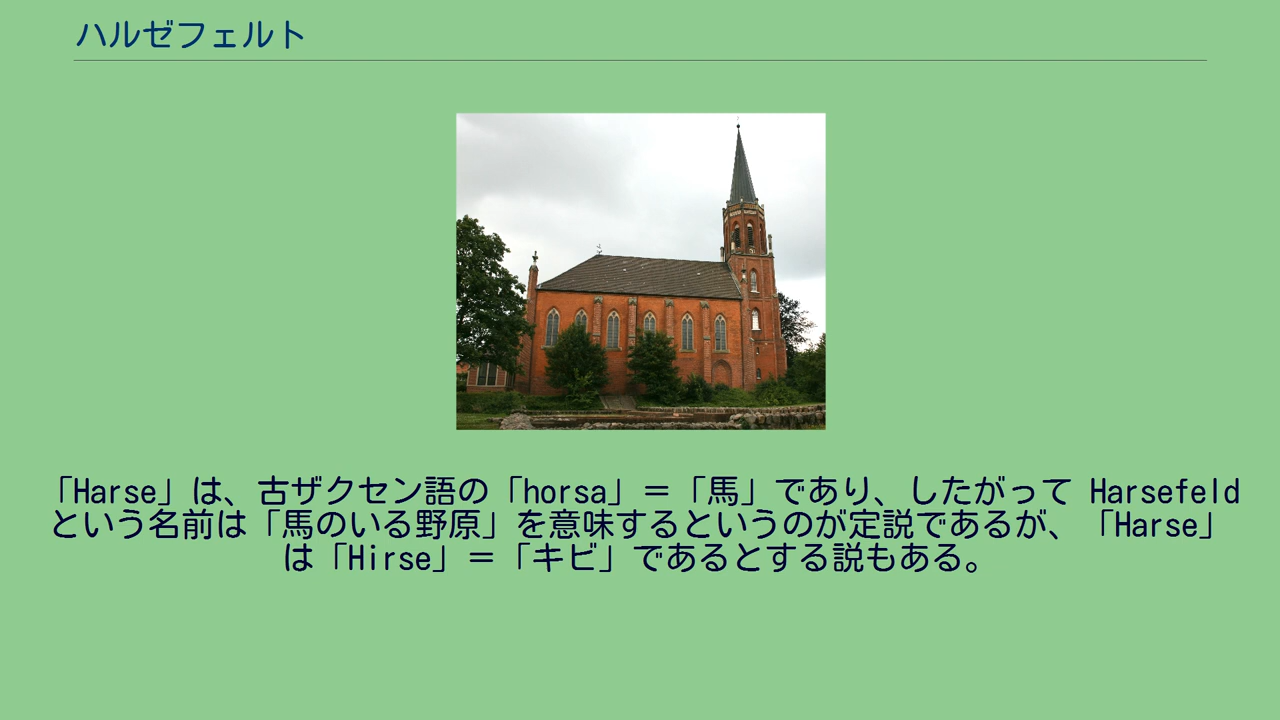 ハルゼフェルト
「Harse」は、古ザクセン語の「horsa」＝「馬」であり、したがって Harsefeld
という名前は「馬のいる野原」を意味するというのが定説であるが、「Harse」
は「Hirse」＝「キビ」であるとする説もある。